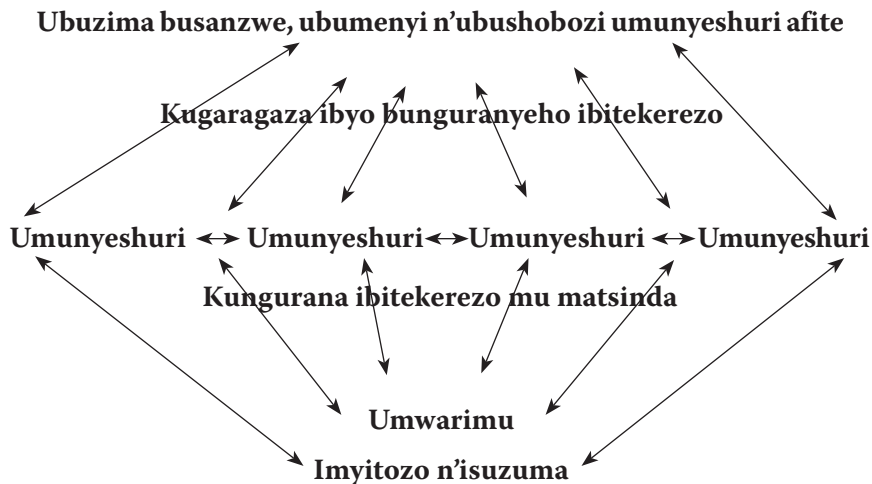 Ubuzima busanzwe, ubumenyi n’ubushobozi umunyeshuri afite
Kugaragaza ibyo bunguranyeho ibitekerezo
Umunyeshuri Umunyeshuri Umunyeshuri Umunyeshuri
Kungurana ibitekerezo mu matsinda
Umwarimu
Imyitozo n’isuzuma